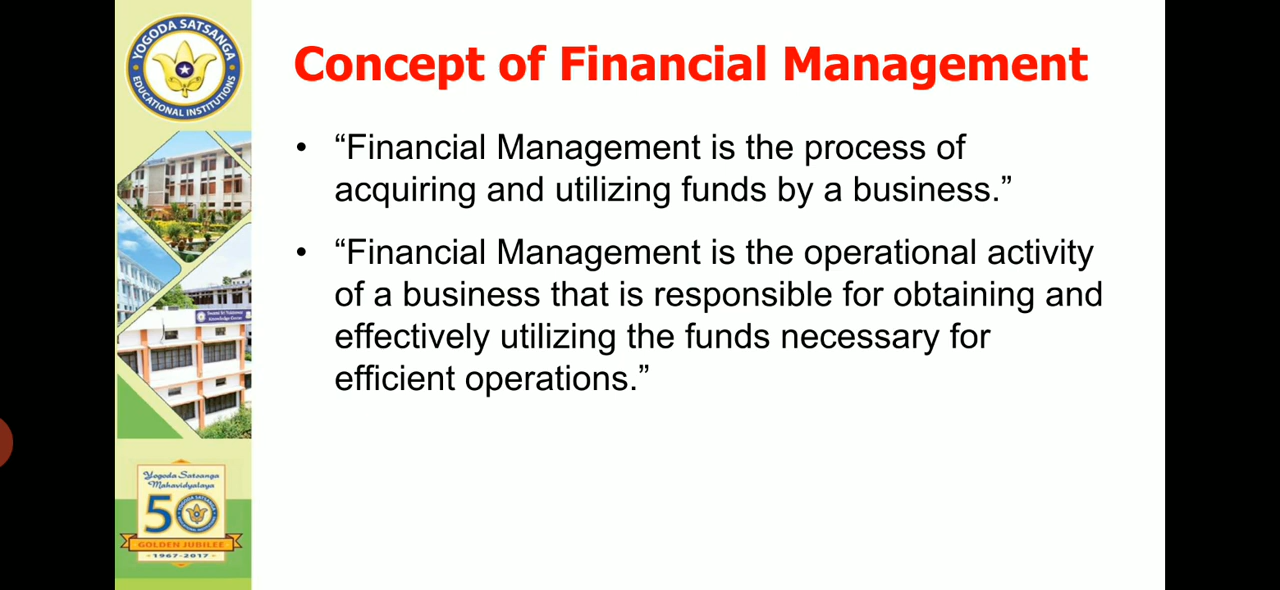 YOGODA SATSANGA
EDUCATIONAL INSTITUTIONS
Concept of Financial Management
• “Financial Management is the process of
acquiring and utilizing funds by a business.”
• “Financial Management is the operational activity
of a business that is responsible for obtaining and
effectively utilizing the funds necessary for
efficient operations.”
Knowledge Center
Yogoda Satsanga
Mahavidyalaya
50
GOLDEN JUBILEE
-1967-2017-